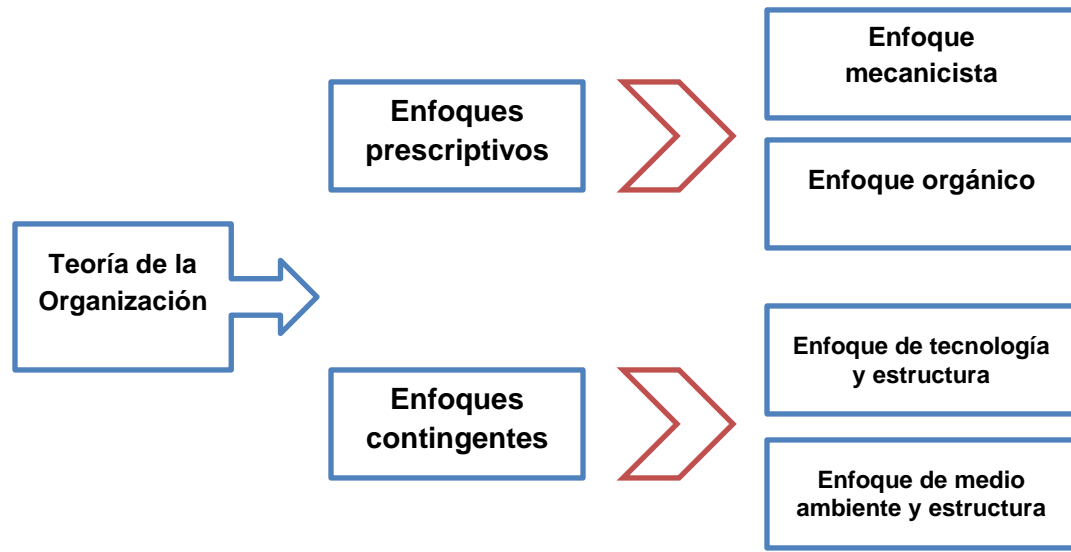 Teoría de la
Organización
Enfoques
prescriptivos
Enfoque
mecanicista
Enfoque orgánico
Enfoques
contingentes
Enfoque de tecnología
y estructura
Enfoque de medio
ambiente y estructura